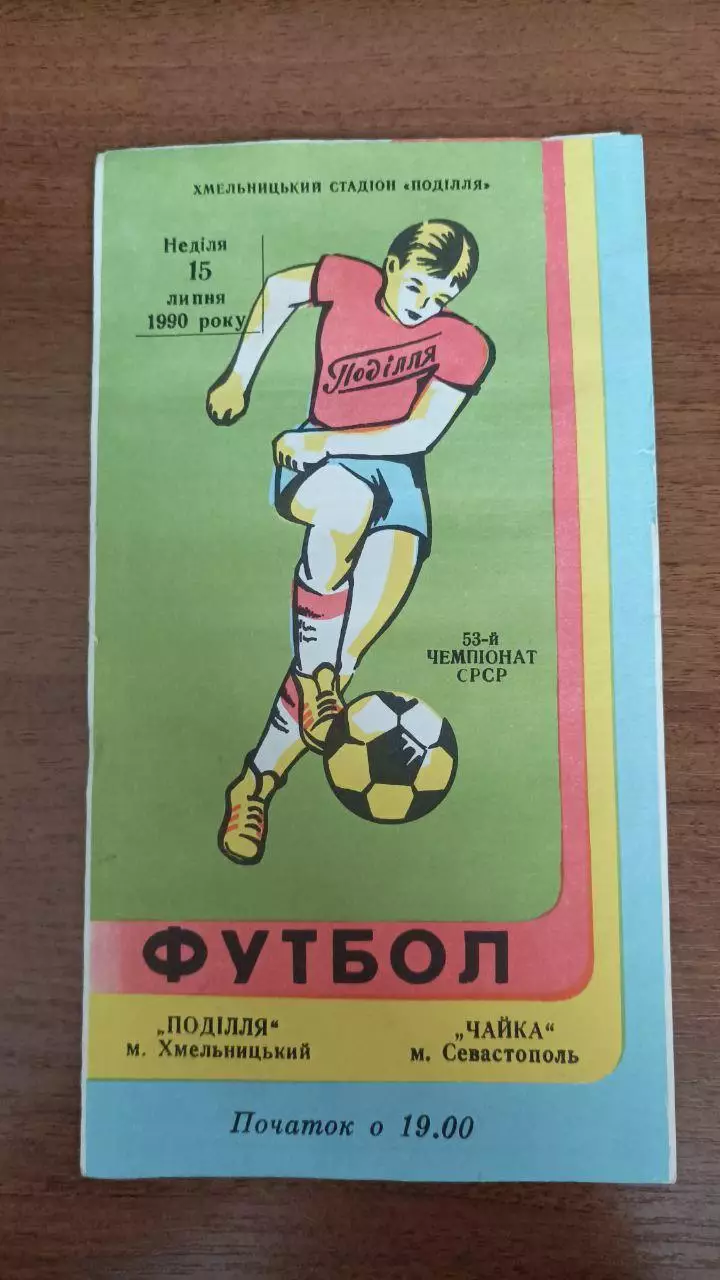 ХМЕЛЬНИЦЬКИЙ СТАДІОН «ПОДІЛЛЯ»
Неділя
15
липня
1990 року
Поділля
53-й
ЧЕМПІОНАТ
СРСР
ФУТБОЛ
„ПОДІЛЛЯ“
м. Хмельницький
„ЧАЙКА“
м. Севастополь
Початок о 19.00